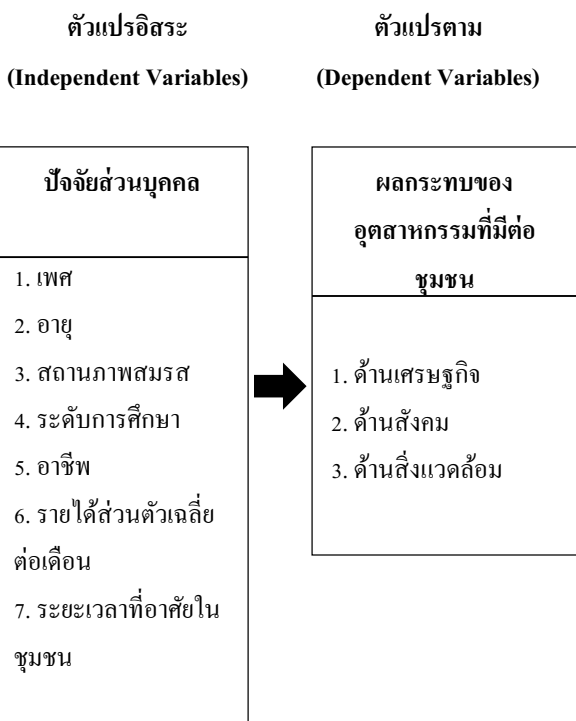 ตัวแปรอิสระ
(Independent Variables)
ตัวแปรตาม
(Dependent Variables)
ปัจจัยส่วนบุคคล
1. เพศ
2. อายุ
3. สถานภาพสมรส
4. ระดับการศึกษา
5. อาชีพ
6. รายได้ส่วนตัวเฉลี่ย
ต่อเดือน
7. ระยะเวลาที่อาศัยใน
ชุมชน
ผลกระทบของ
อุตสาหกรรมที่มีต่อ
ชุมชน
1. ด้านเศรษฐกิจ
2. ด้านสังคม
3. ด้านสิ่งแวดล้อม